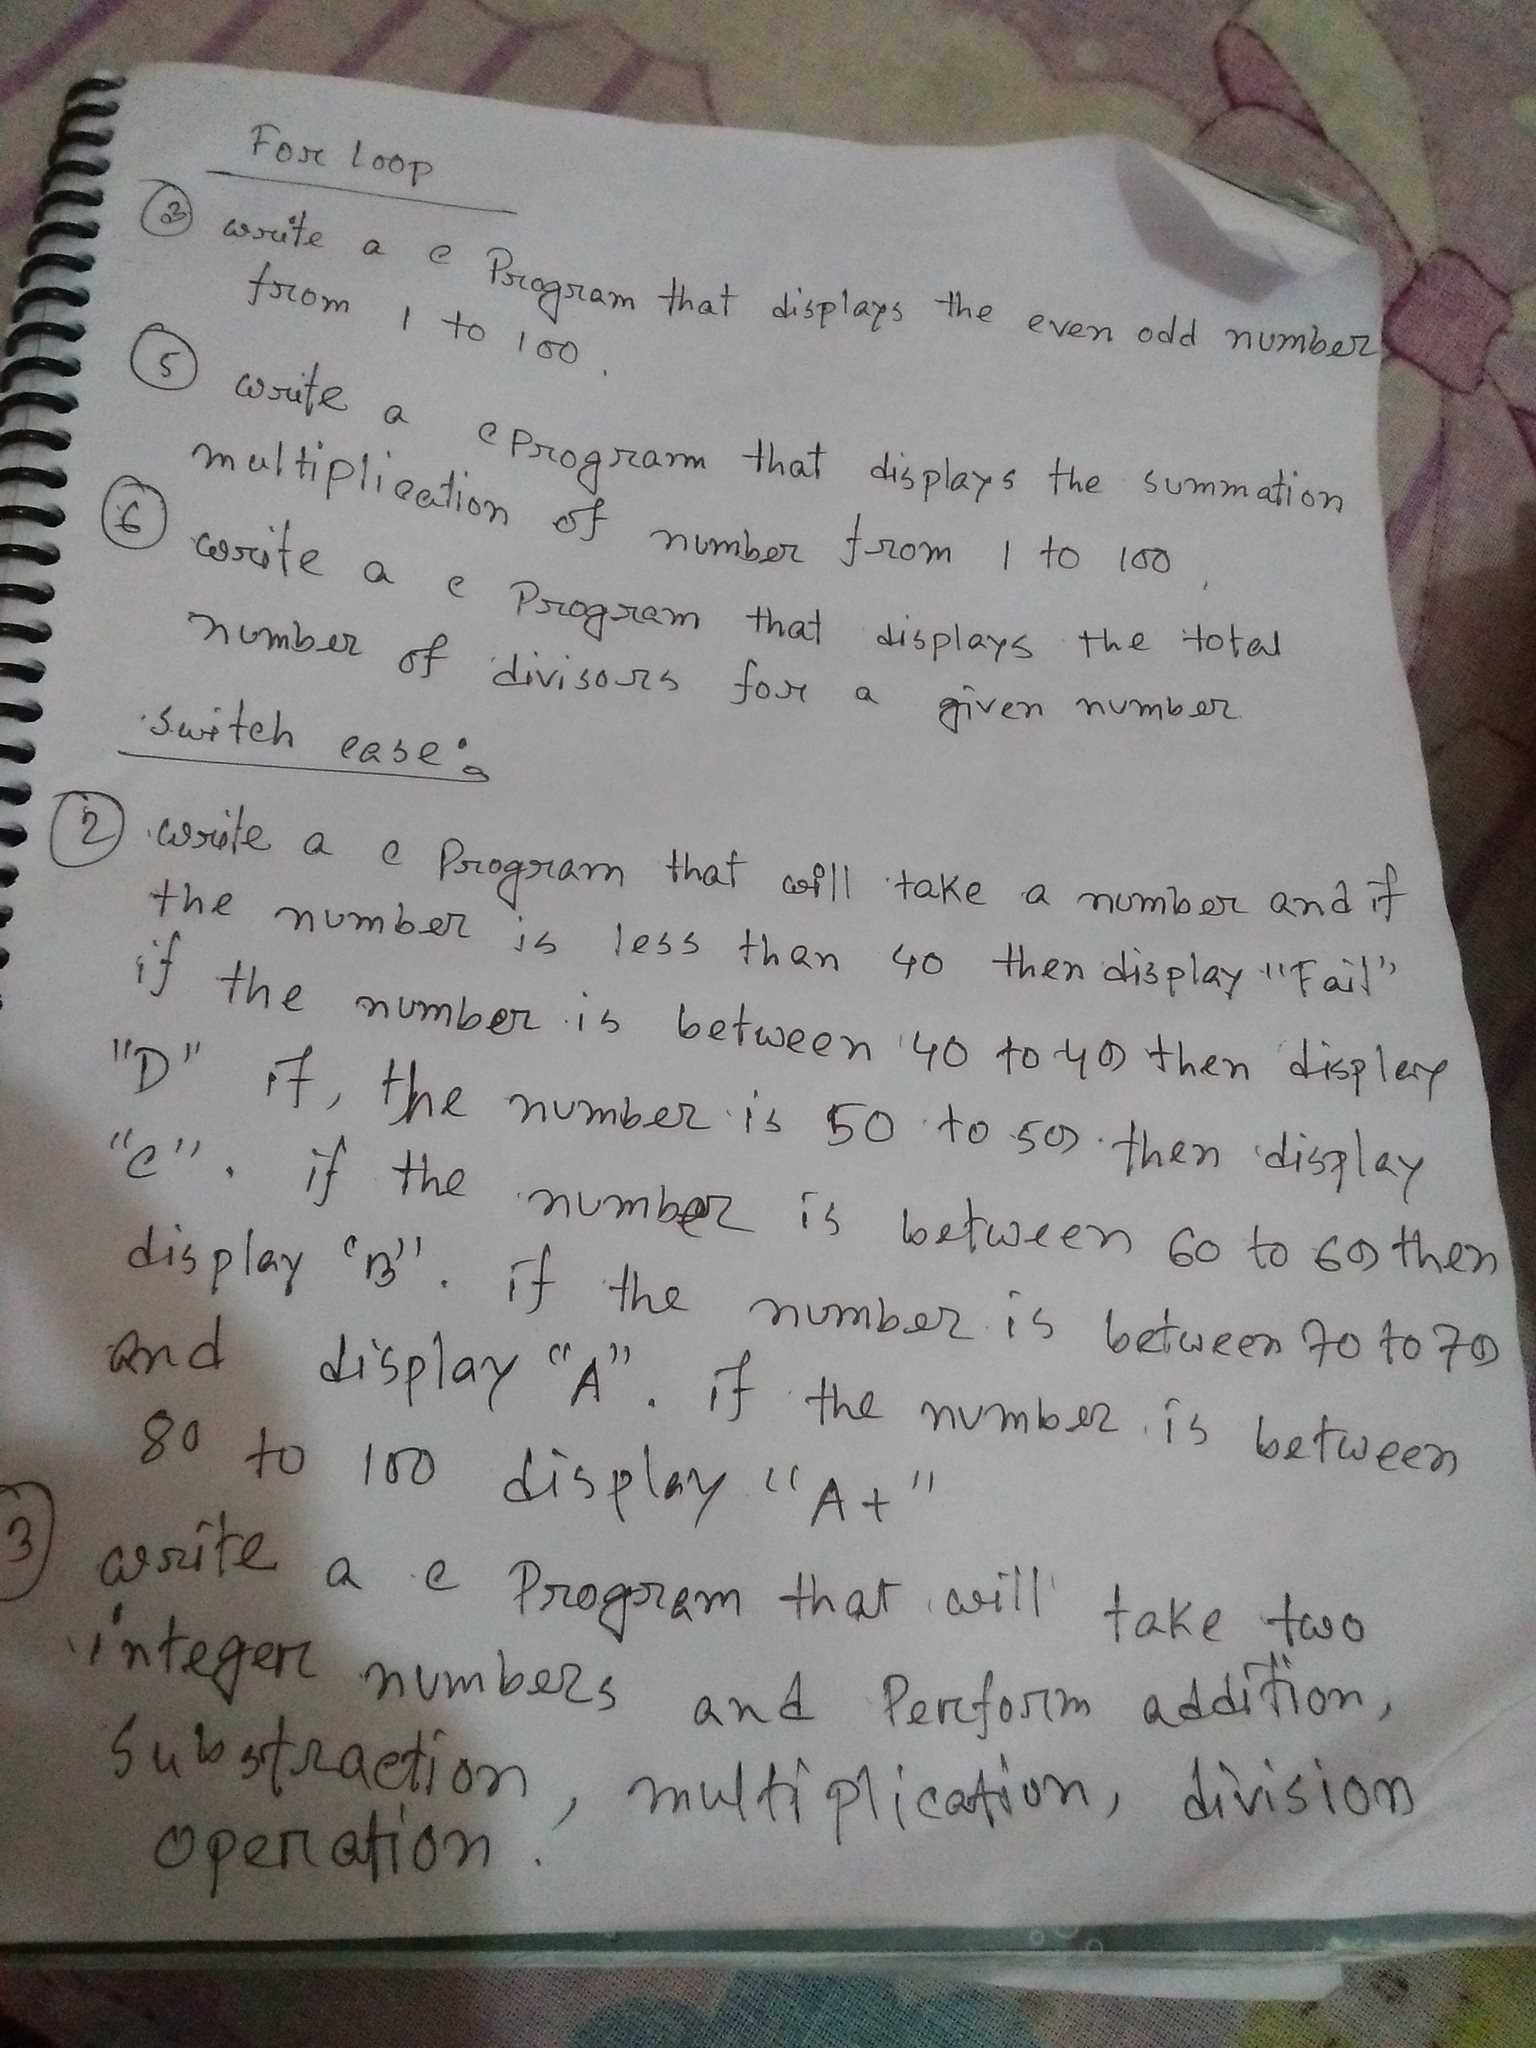 For Loop
③ write a c Program that displays the even odd number
from 1 to 100.
⑤ write a c Program that displays the summation
multiplication of number from 1 to 100.
⑥ write a c Program that displays the total
number of divisors for a given number
Switch case:
② write a c Program that will take a number and if
the number is less than 40 then display "Fail"
if the number is between 40 to 49 then display
"D" if, the number is 50 to 59 then display
"C". if the number is between 60 to 69 then
display "B". if the number is between 70 to 79
and display "A". if the number is between
80 to 100 display "A+"
③ write a c Program that will take two
integer numbers and Perform addition,
Substraction, multiplication, division
operation.